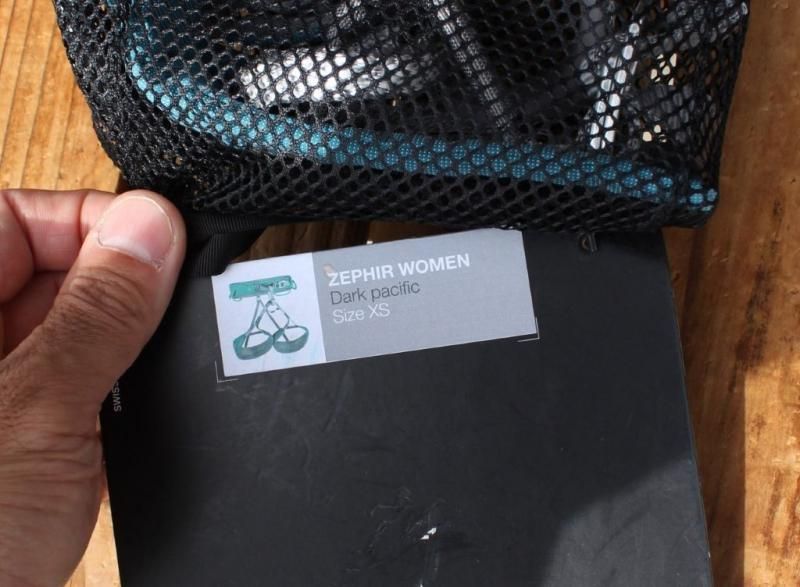 ZEPHIR WOMEN
Dark pacific
Size XS